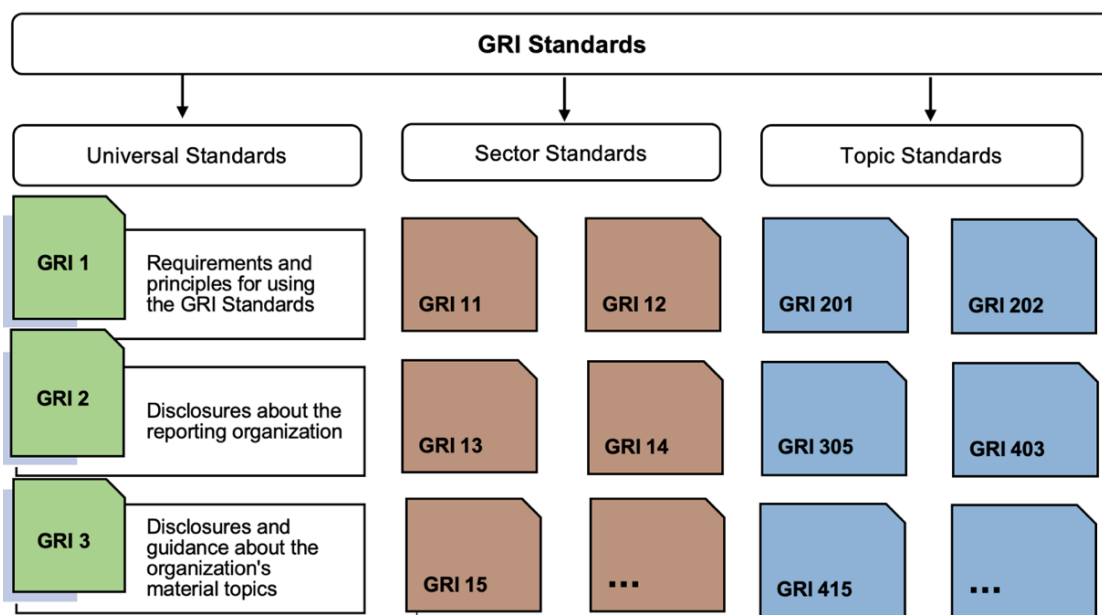 GRI Standards
Universal Standards
Sector Standards
Topic Standards
GRI 1
Requirements and
principles for using
the GRI Standards
GRI 11
GRI 12
GRI 201
GRI 202
GRI 2
Disclosures about the
reporting organization
GRI 13
GRI 14
GRI 305
GRI 403
GRI 3
Disclosures and
guidance about the
organization's
material topics
GRI 15
...
GRI 415
...